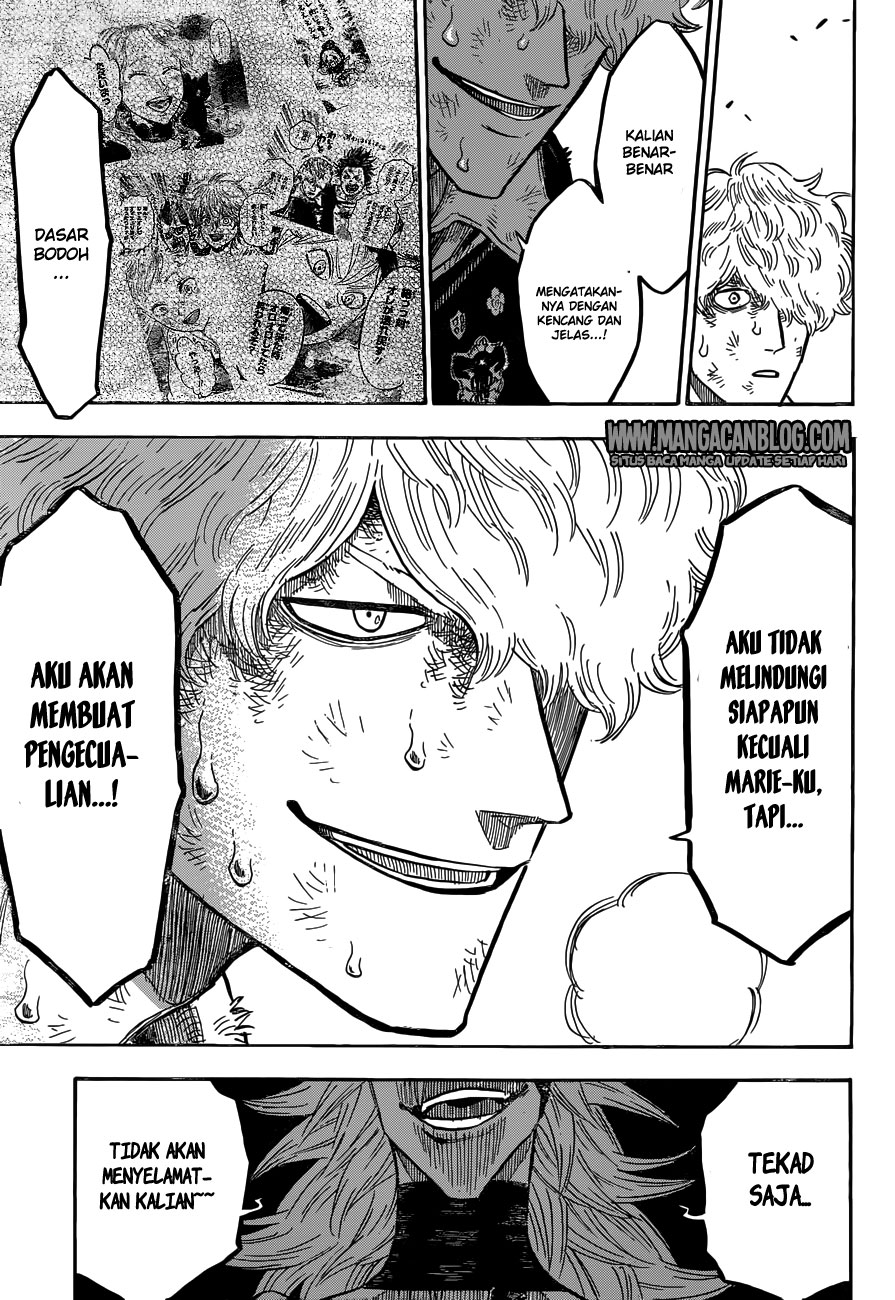 KALIAN
BENAR-
BENAR
MENGATAKAN-
NYA DENGAN
KENCANG DAN
JELAS...!
DASAR
BODOH
...
WWW.MANGACANBLOG.COM
SITUS BACA MANGA UPDATE SETIAP HARI
AKU TIDAK
MELINDUNGI
SIAPAPUN
KECUALI
MARIE-KU,
TAPI...
AKU AKAN
MEMBUAT
PENGECUA-
LIAN...!
TEKAD
SAJA...
TIDAK AKAN
MENYELAMAT-
KAN KALIAN~~